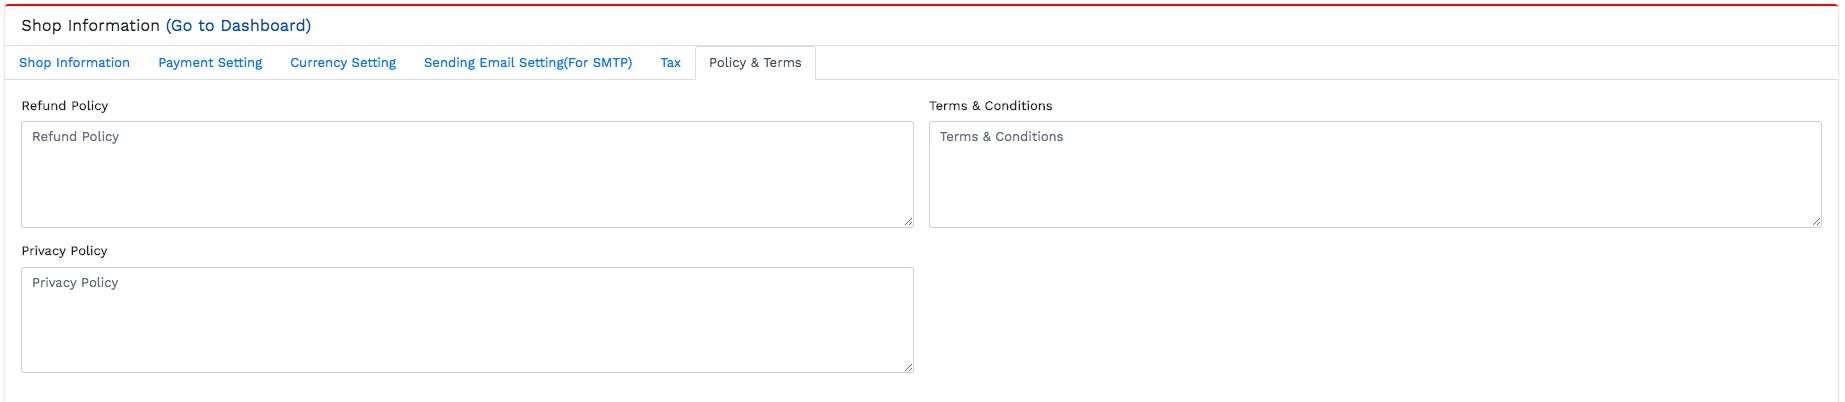 Shop Information (Go to Dashboard)
Shop Information Payment Setting Currency Setting Sending Email Setting(For SMTP) Tax Policy & Terms
Refund Policy
Refund Policy
Terms & Conditions
Terms & Conditions
Privacy Policy
Privacy Policy